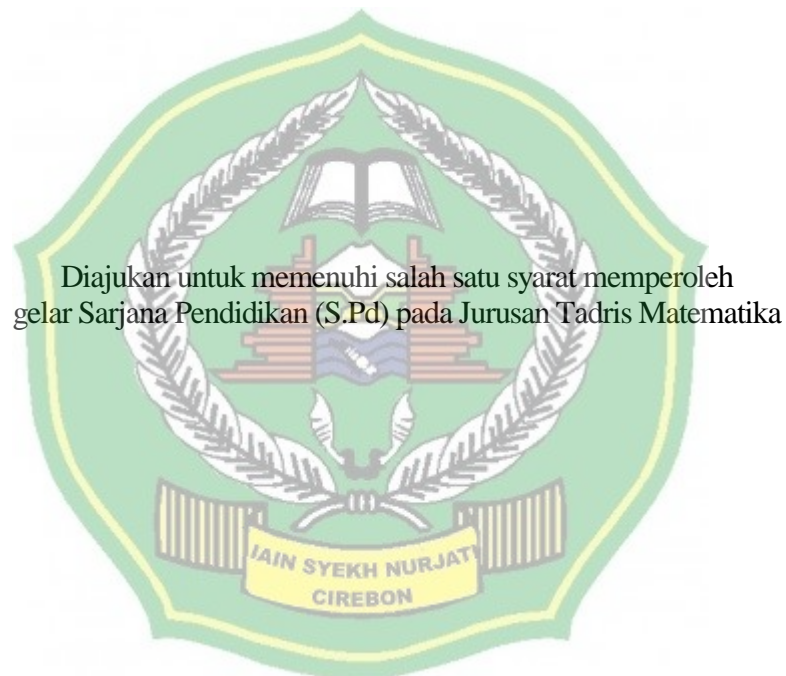 Diajukan untuk memenuhi salah satu syarat memperoleh
gelar Sarjana Pendidikan (S.Pd) pada Jurusan Tadris Matematika
IAIN SYEKH NURJATI
CIREBON